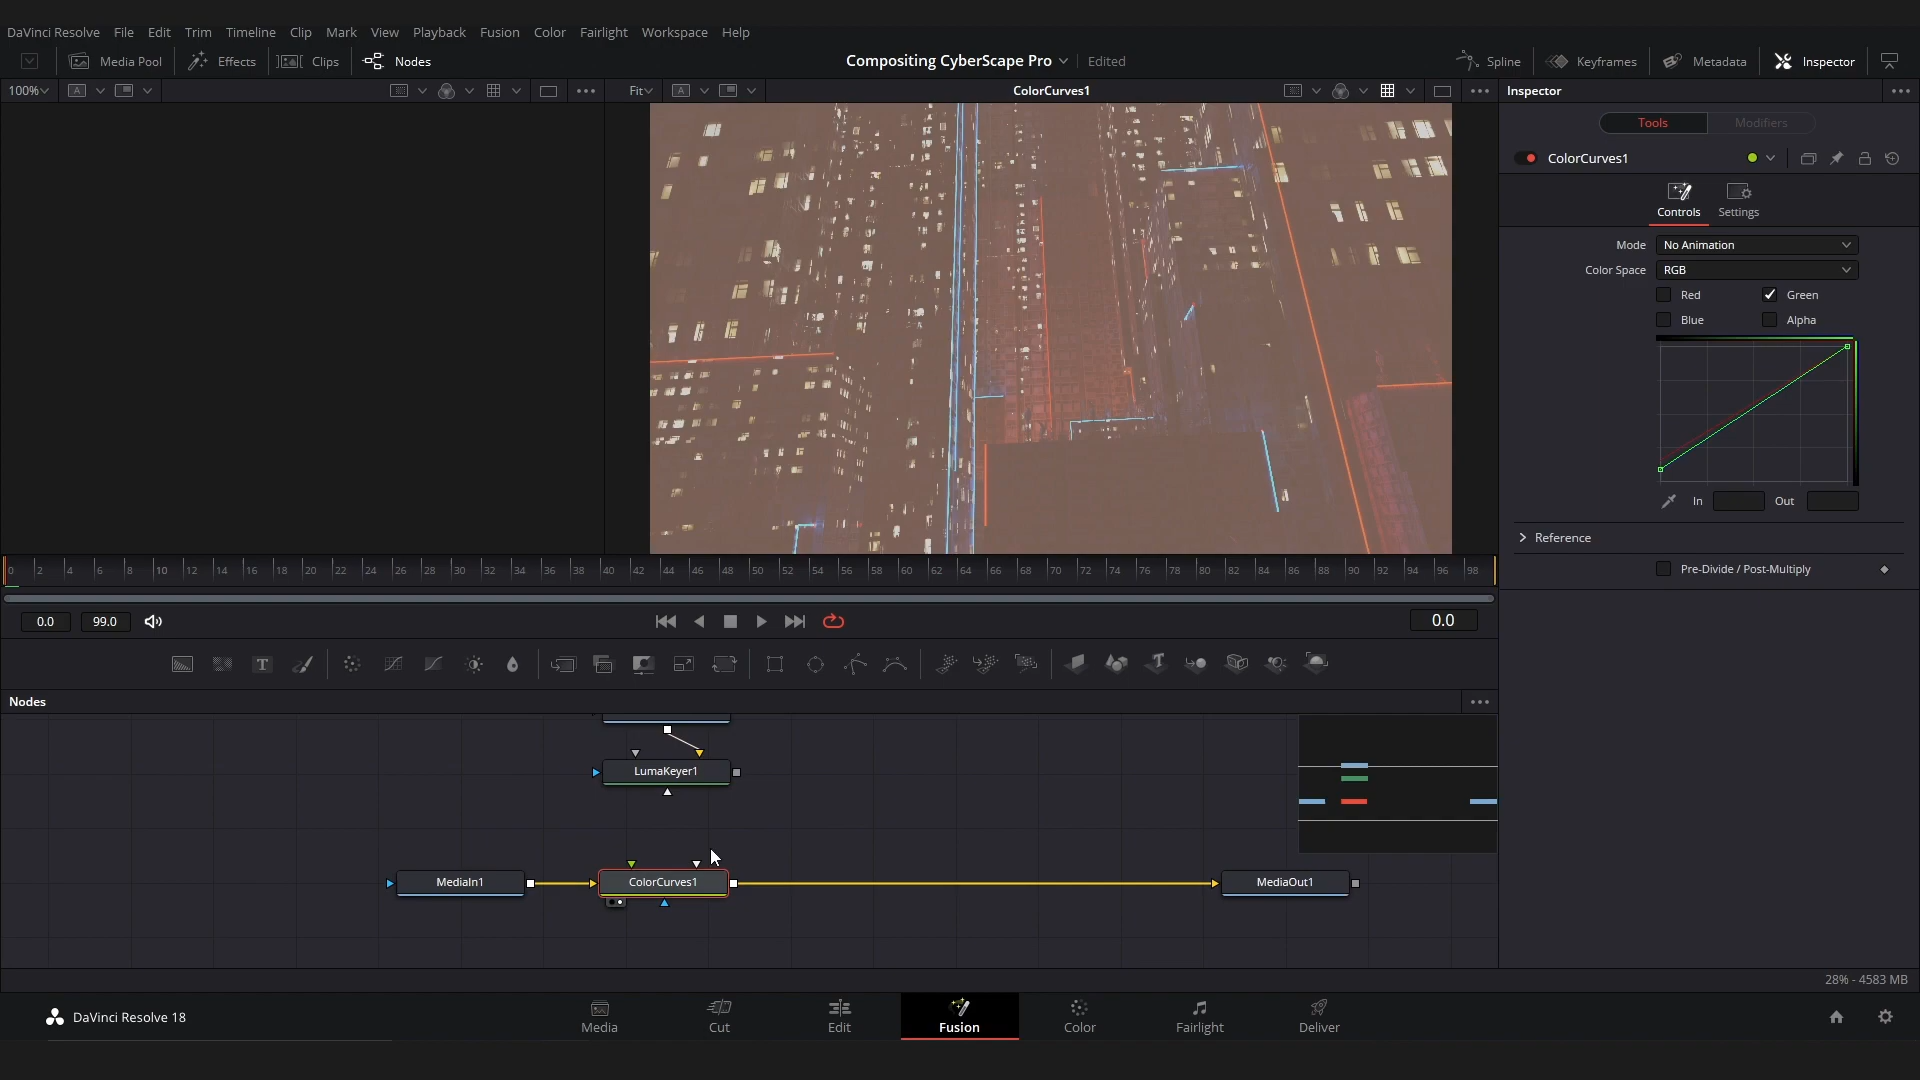 DaVinci Resolve File Edit Trim Timeline Clip Mark View Playback Fusion Color Fairlight Workspace Help
Media Pool Effects Clips Nodes Compositing CyberScape Pro Edited Spline Keyframes Metadata Inspector
100% A Fit A ColorCurves1 Inspector
Tools Modifiers
ColorCurves1
Controls Settings
Mode No Animation
Color Space RGB
Red Green
Blue Alpha
In Out
Reference
Pre-Divide / Post-Multiply
0 2 4 6 8 10 12 14 16 18 20 22 24 26 28 30 32 34 36 38 40 42 44 46 48 50 52 54 56 58 60 62 64 66 68 70 72 74 76 78 80 82 84 86 88 90 92 94 96 98
0.0 99.0 0.0
T T
Nodes
LumaKeyer1
MediaIn1 ColorCurves1 MediaOut1
28% - 4583 MB
DaVinci Resolve 18 Media Cut Edit Fusion Color Fairlight Deliver